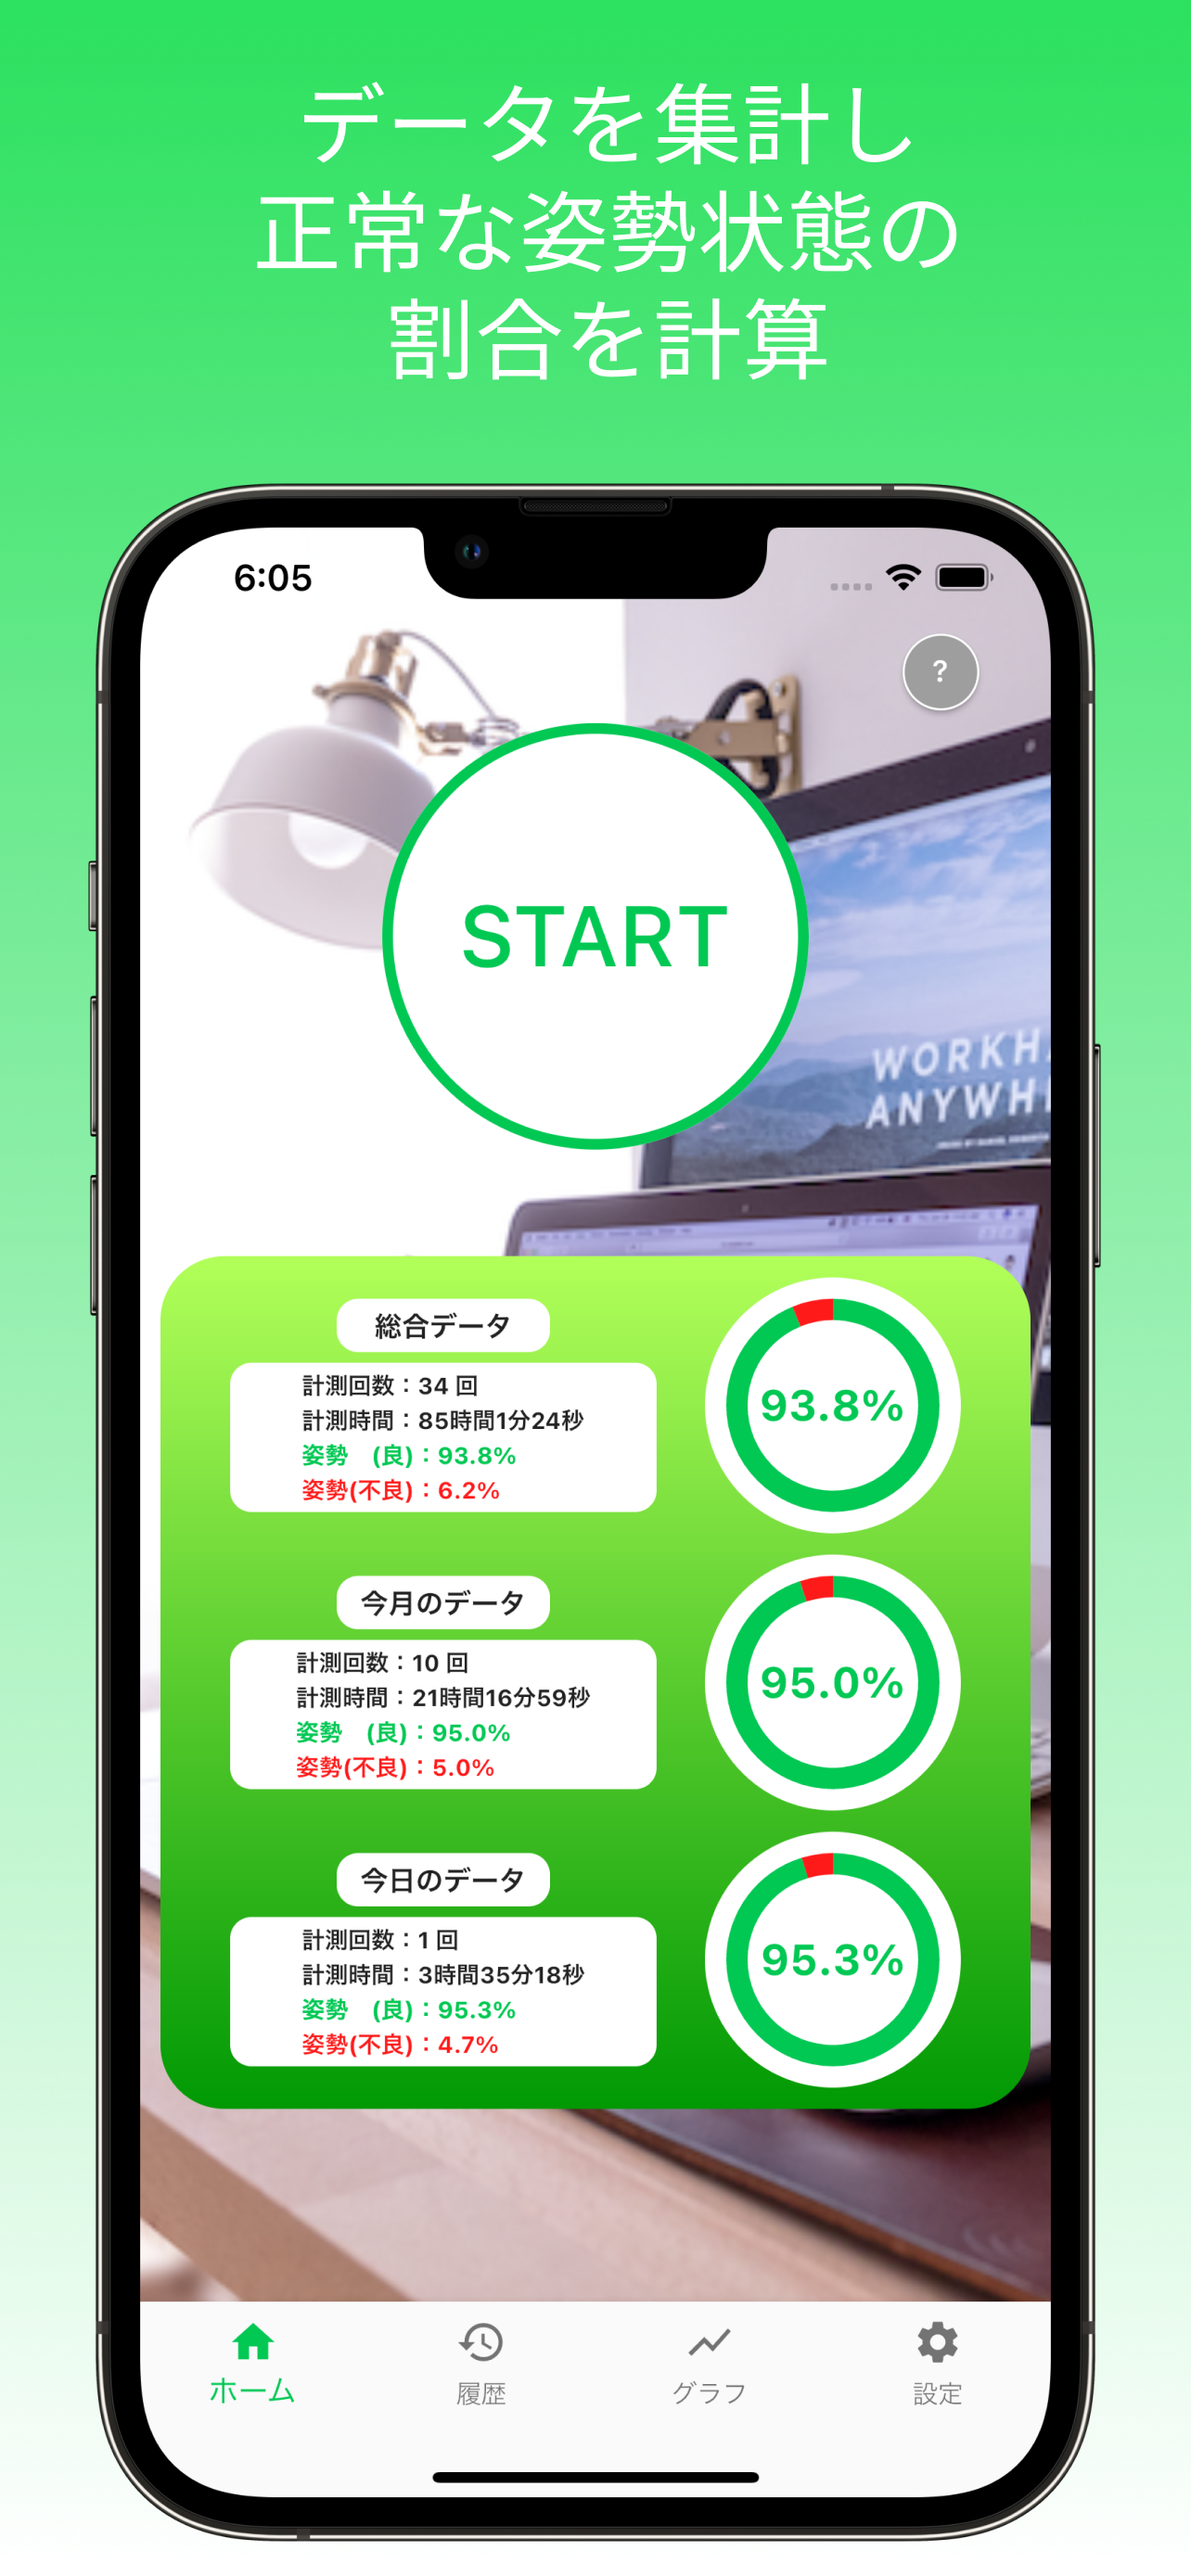 データを集計し
正常な姿勢状態の
割合を計算
6:05
?
START
WORKH
ANYWH
総合データ
計測回数：34 回
計測時間：85時間1分24秒
姿勢　(良)：93.8%
姿勢(不良)：6.2%
93.8%
今月のデータ
計測回数：10 回
計測時間：21時間16分59秒
姿勢　(良)：95.0%
姿勢(不良)：5.0%
95.0%
今日のデータ
計測回数：1 回
計測時間：3時間35分18秒
姿勢　(良)：95.3%
姿勢(不良)：4.7%
95.3%
ホーム
履歴
グラフ
設定